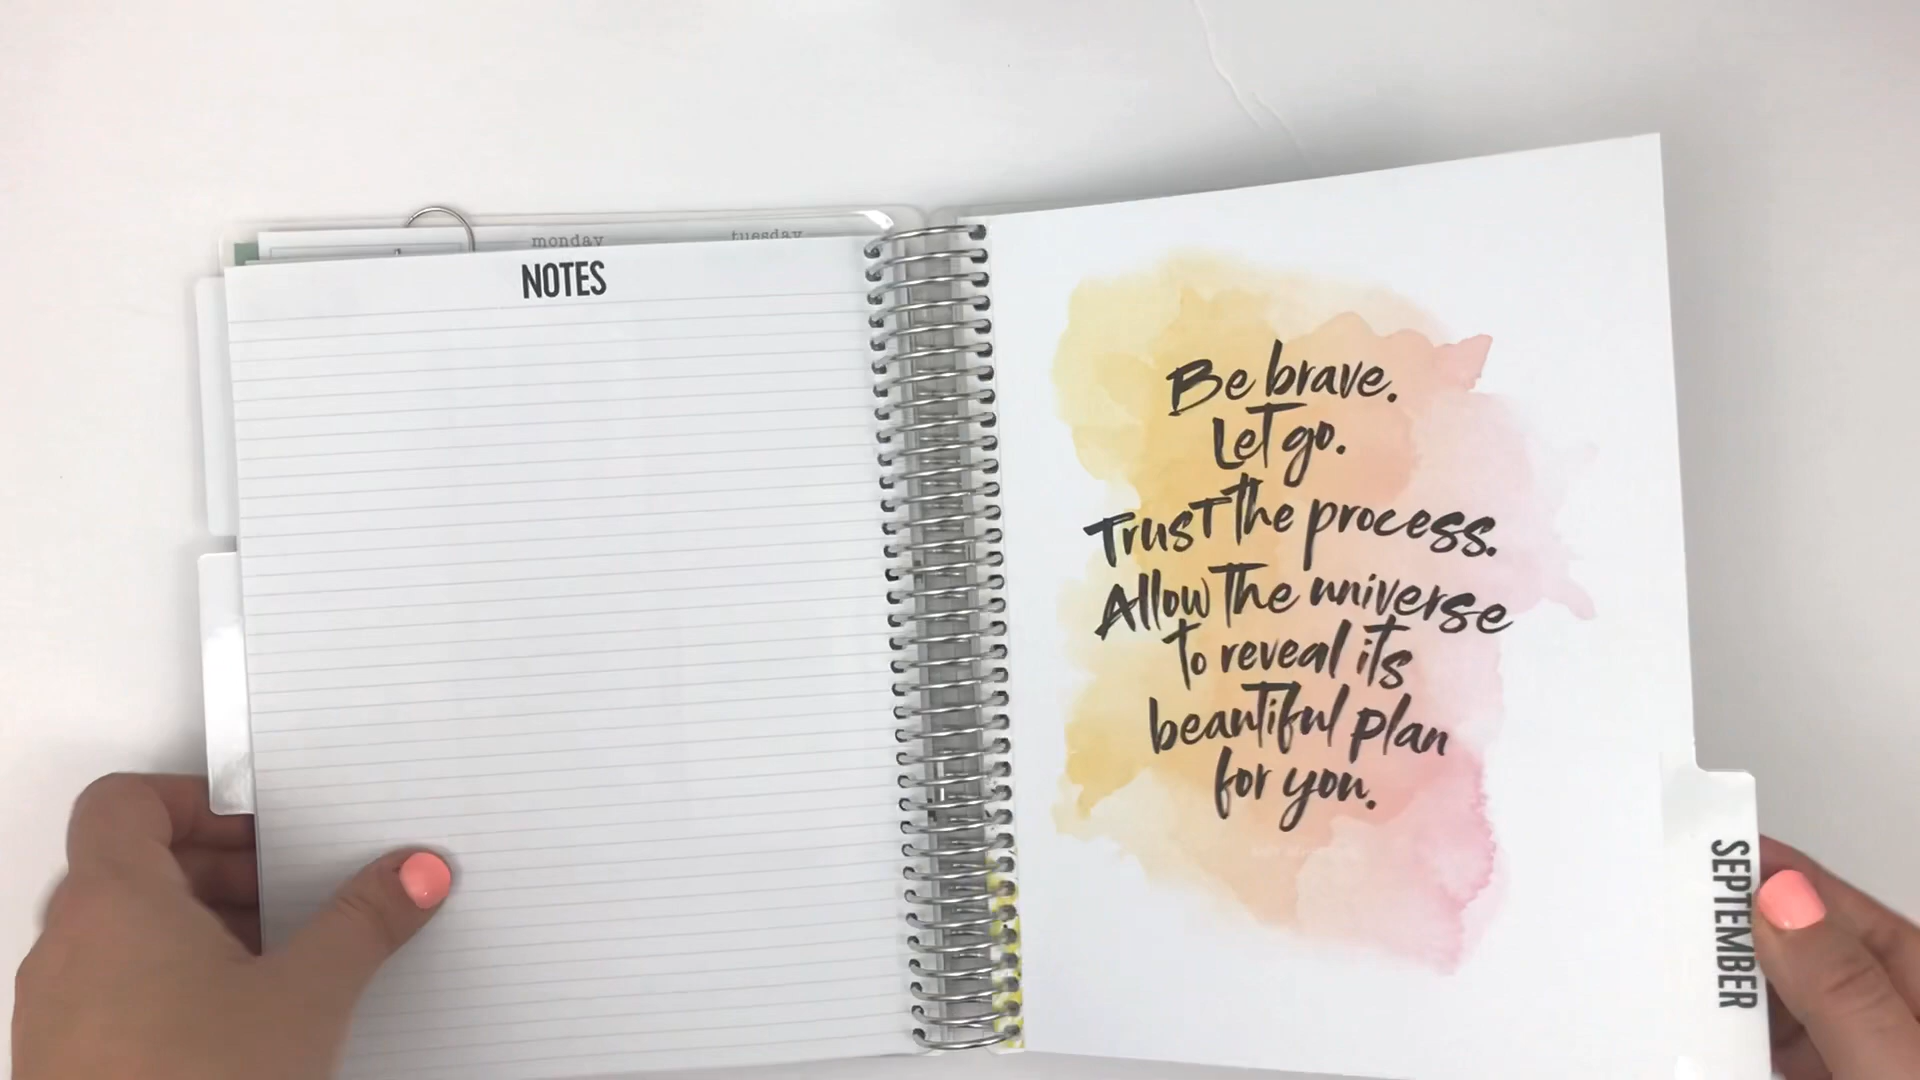 monday
tuesday
NOTES
Be brave.
Let go.
Trust the process.
Allow the universe
to reveal its
beautiful plan
for you.
SEPTEMBER